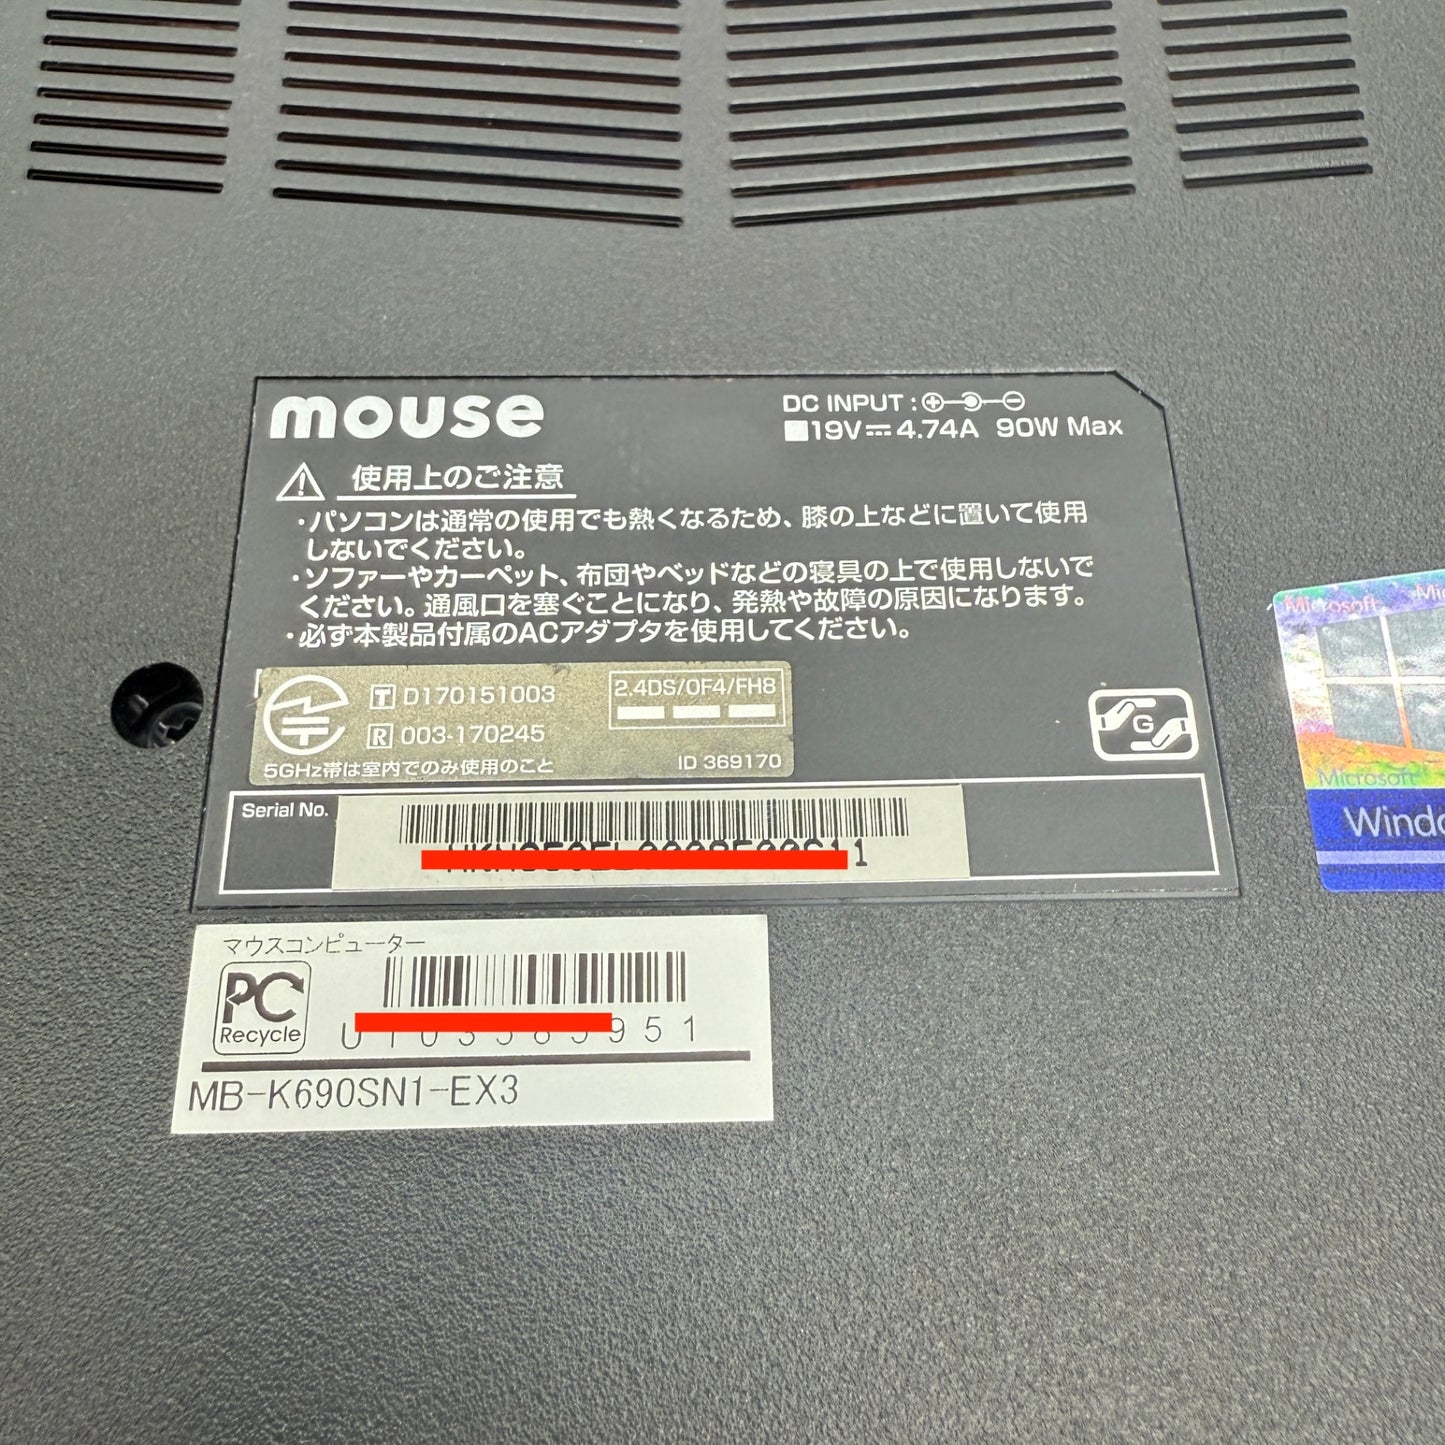 mouse
DC INPUT :
19V 4.74A 90W Max
使用上のご注意
・パソコンは通常の使用でも熱くなるため、膝の上などに置いて使用
しないでください。
・ソファーやカーペット、布団やベッドなどの寝具の上で使用しないで
ください。通風口を塞ぐことになり、発熱や故障の原因になります。
・必ず本製品付属のACアダプタを使用してください。
T D170151003
R 003-170245
5GHz帯は室内でのみ使用のこと
2.4DS/OF4/FH8
ID 369170
G
Serial No.
マウスコンピューター
PC
Recycle
MB-K690SN1-EX3
Microsoft
Microsoft